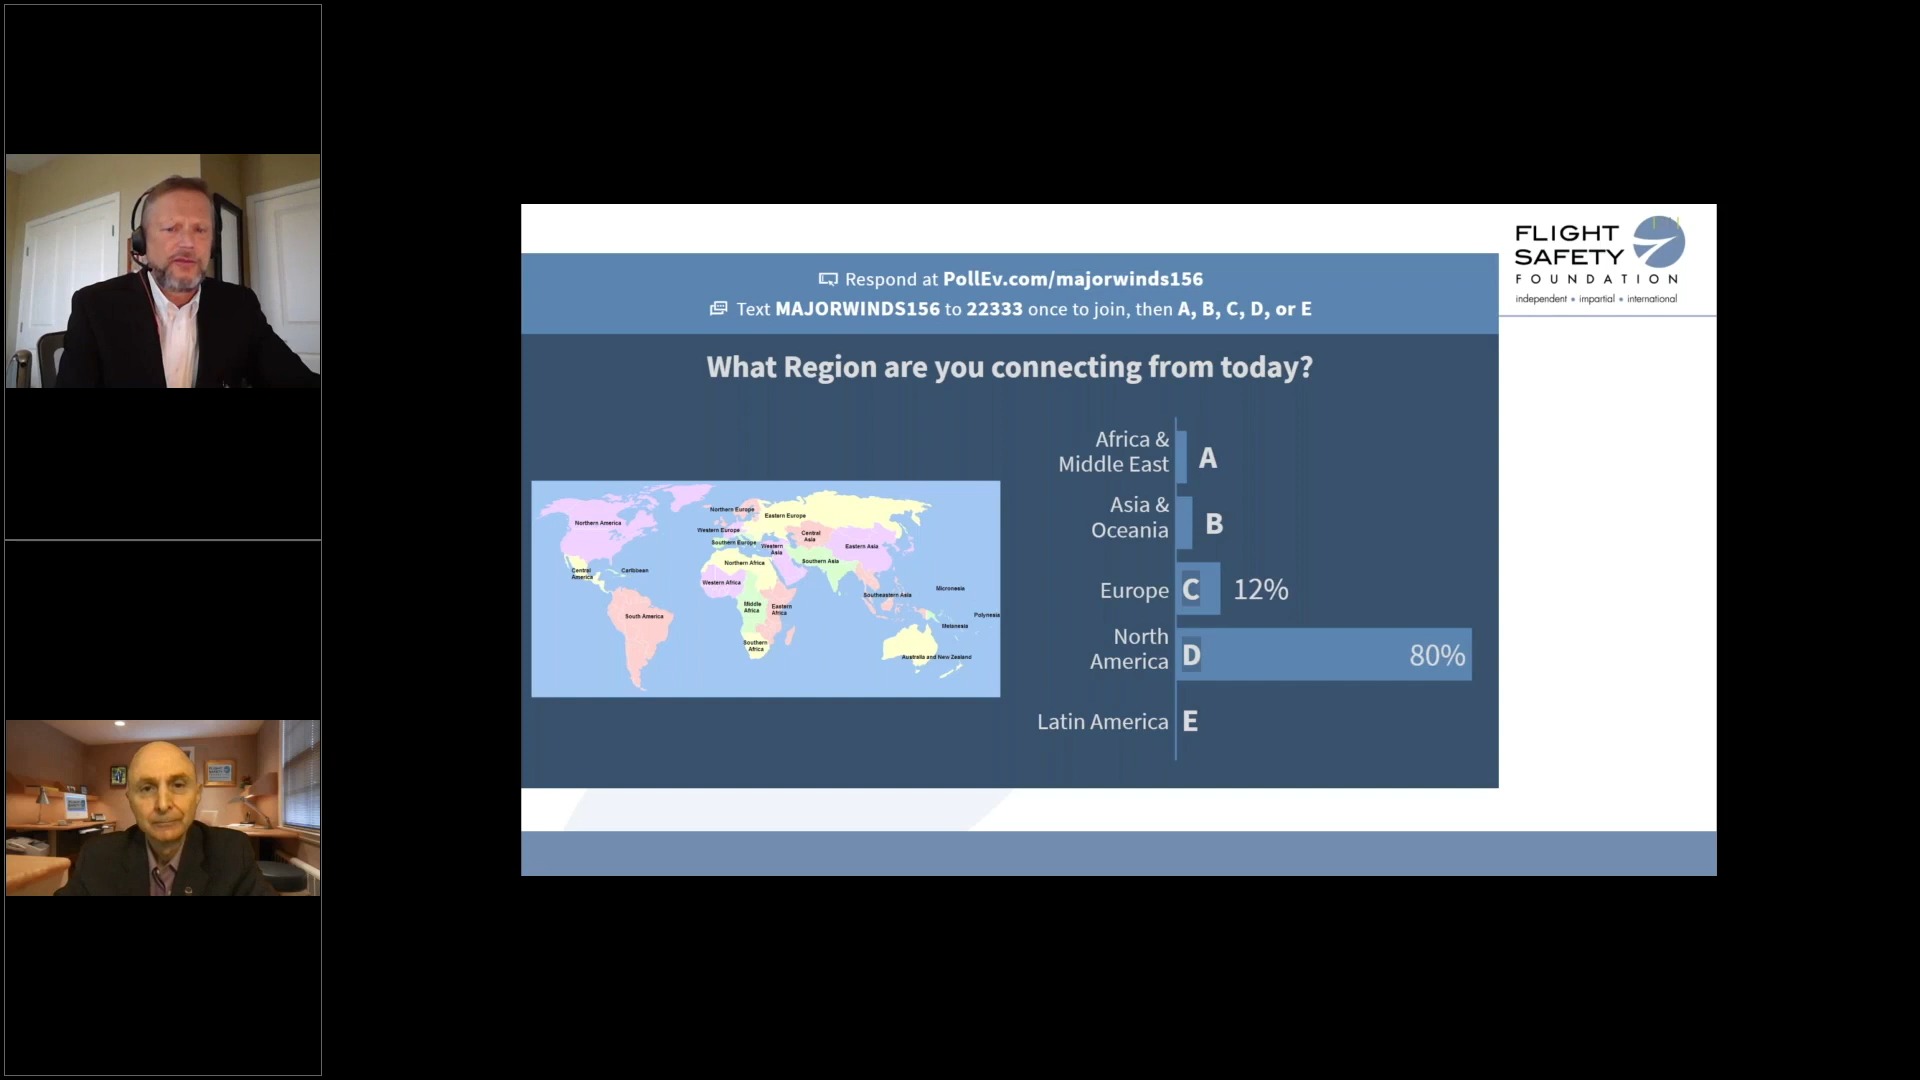 FLIGHT
SAFETY
FOUNDATION
independent • impartial • international
Respond at PollEv.com/majorwinds156
Text MAJORWINDS156 to 22333 once to join, then A, B, C, D, or E
What Region are you connecting from today?
Africa &
Middle East
A
Asia &
Oceania
B
Europe
C
12%
North
America
D
80%
Latin America
E
Northern America
Central
America
Caribbean
South America
Northern Europe
Western Europe
Southern Europe
Eastern Europe
Western
Asia
Central
Asia
Eastern Asia
Southern Asia
Southeastern Asia
Northern Africa
Western Africa
Middle
Africa
Eastern
Africa
Southern
Africa
Micronesia
Polynesia
Melanesia
Australia and New Zealand